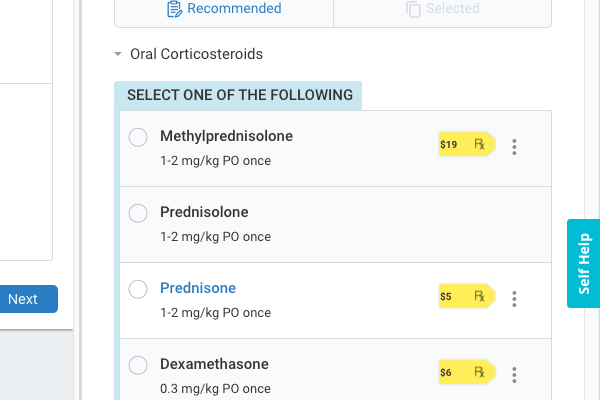 Recommended
Selected
Oral Corticosteroids
SELECT ONE OF THE FOLLOWING
Methylprednisolone
1-2 mg/kg PO once
$19 ℞
Prednisolone
1-2 mg/kg PO once
Prednisone
1-2 mg/kg PO once
$5 ℞
Dexamethasone
0.3 mg/kg PO once
$6 ℞
Next
Self Help